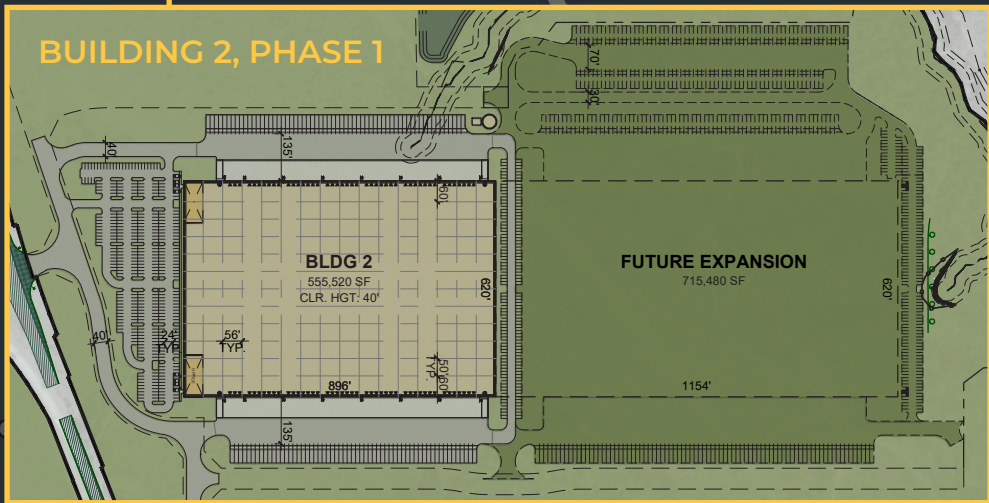 BUILDING 2, PHASE 1
70'
30'
135'
40'
60'
BLDG 2
555,520 SF
CLR. HGT: 40'
620'
FUTURE EXPANSION
715,480 SF
620'
40'
24'
TYP.
56'
TYP.
50'
TYP.
60'
896'
1154'
135'